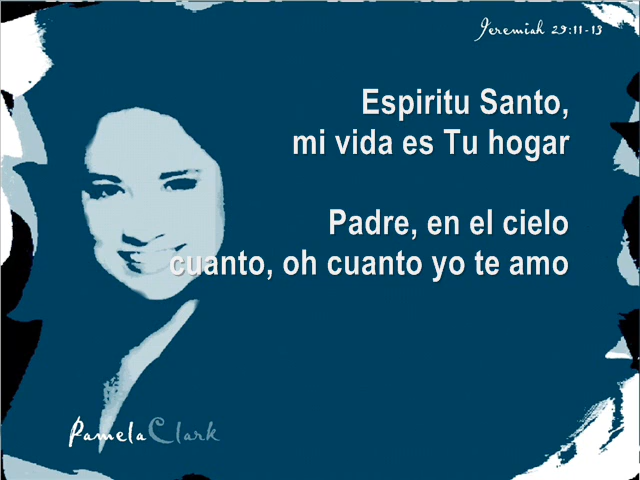 Jeremiah 29:11-13
Espiritu Santo,
mi vida es Tu hogar
Padre, en el cielo
cuanto, oh cuanto yo te amo
PamelaClark